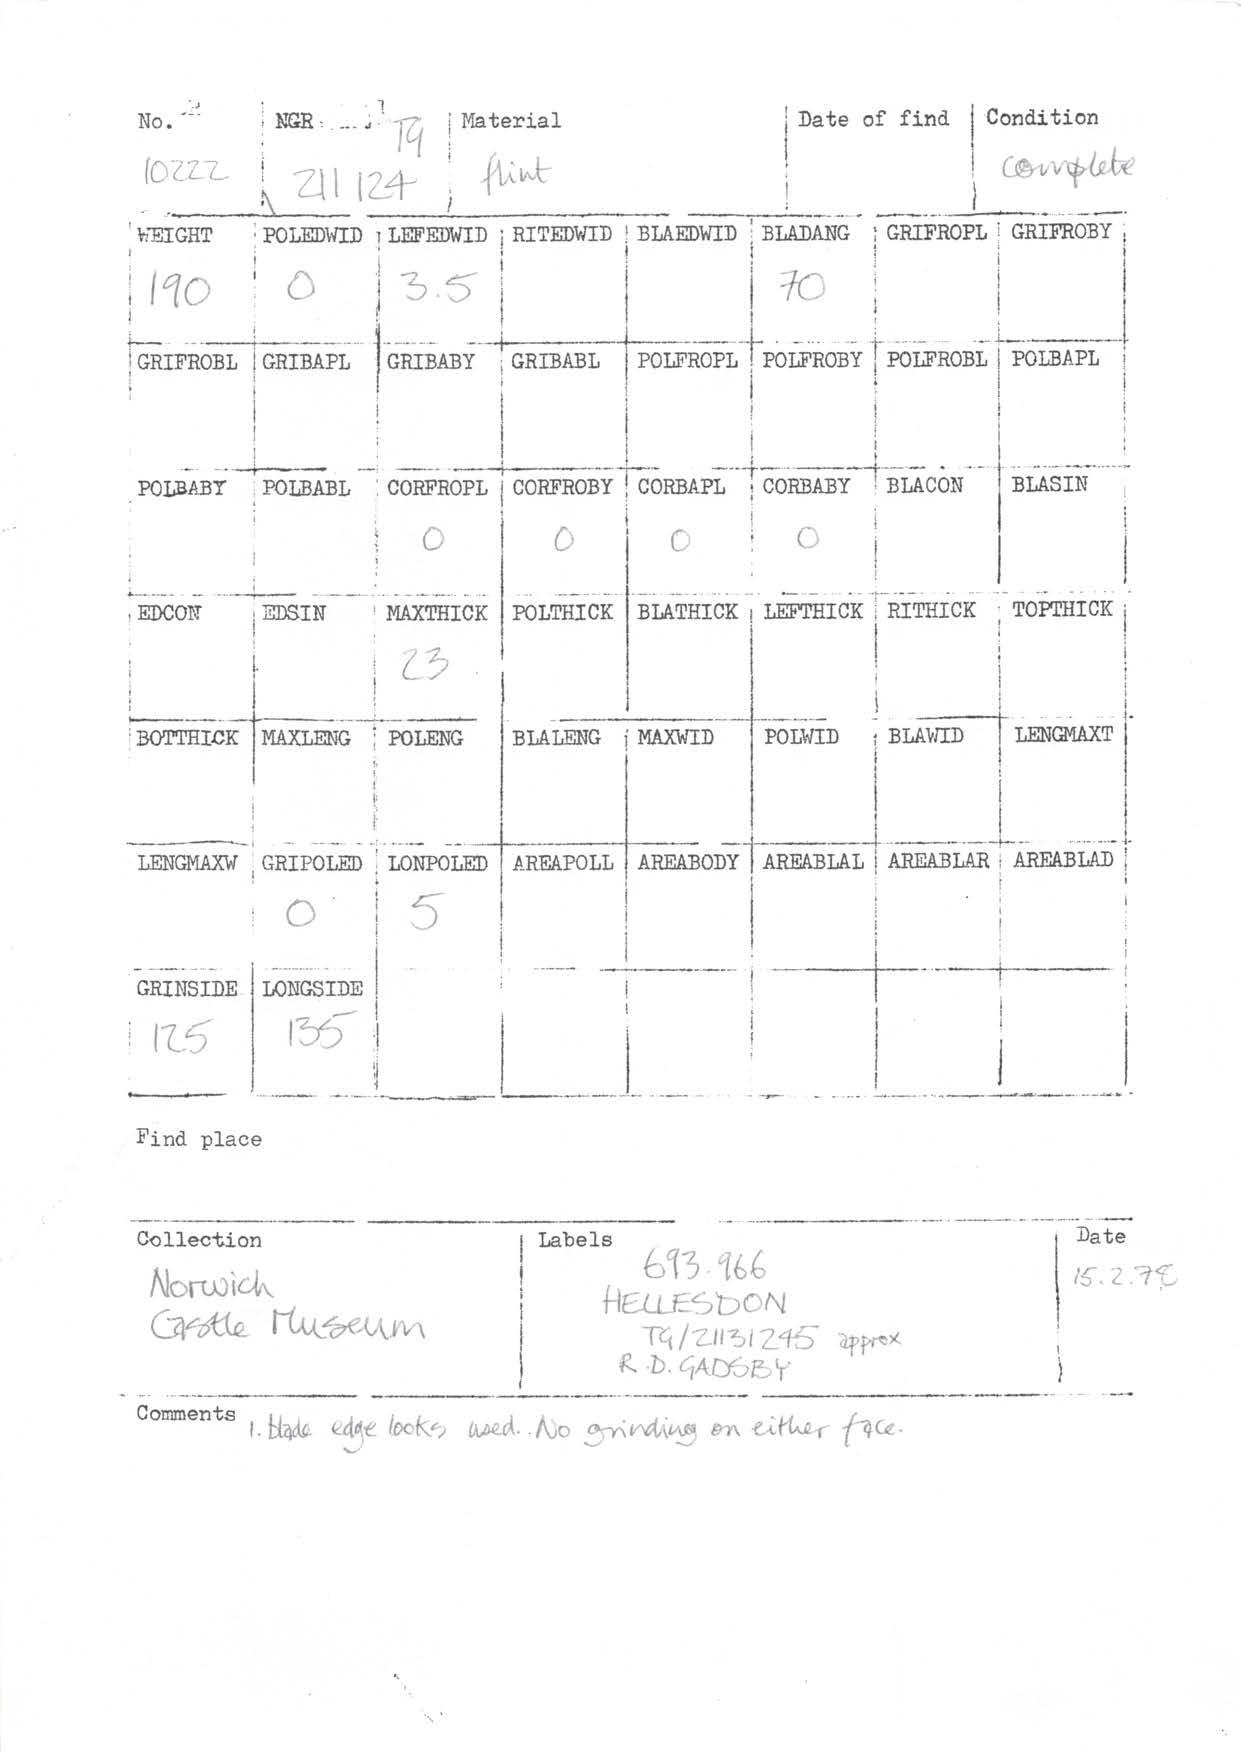 No. NGR TG Material Date of find Condition
10222 211 124 flint complete
WEIGHT POLEDWID LEFEDWID RITEDWID BLAEDWID BLADANG GRIFROPL GRIFROBY
190 0 3.5 70
GRIFROBL GRIBAPL GRIBABY GRIBABL POLFROPL POLFROBY POLFROBL POLBAPL
POLBABY POLBABL CORFROPL CORFROBY CORBAPL CORBABY BLACON BLASIN
0 0 0 0
EDCON EDSIN MAXTHICK POLTHICK BLATHICK LEFTHICK RITHICK TOPTHICK
23
BOTTHICK MAXLENG POLENG BLALENG MAXWID POLWID BLAWID LENGMAXT
LENGMAXW GRIPOLED LONPOLED AREAPOLL AREABODY AREABLAL AREABLAR AREABLAD
0 5
GRINSIDE LONGSIDE
125 135
Find place
Collection Labels Date
Norwich 693.966 15.2.78
Castle Museum HELLESDON
TG/21131245 approx
R.D. GADSBY
Comments 1. blade edge looks used. No grinding on either face.